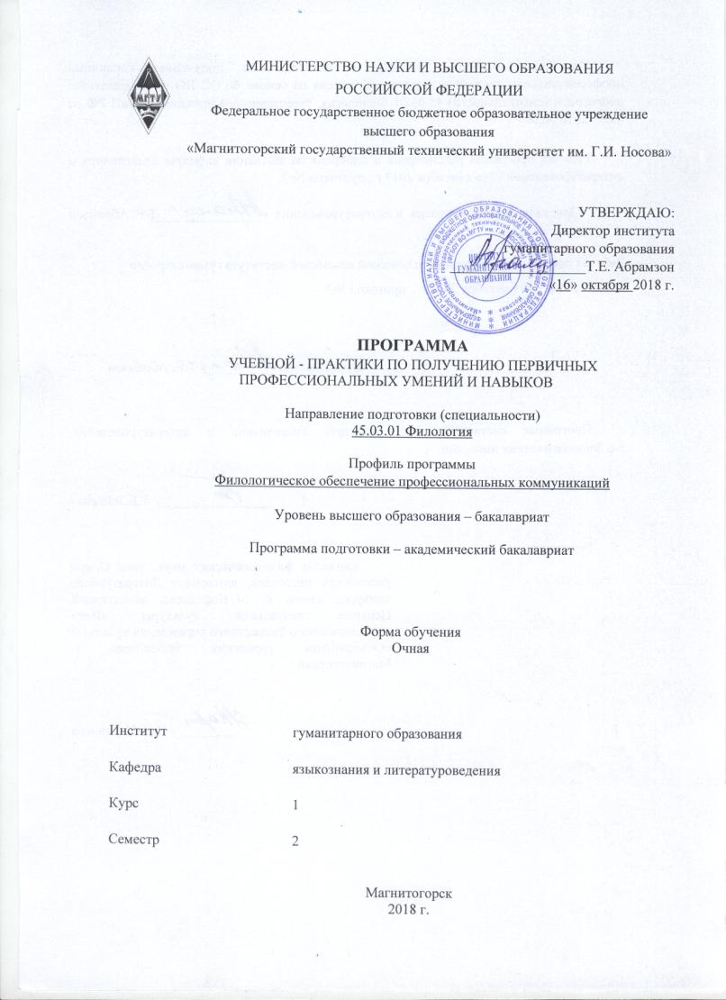 МИНИСТЕРСТВО НАУКИ И ВЫСШЕГО ОБРАЗОВАНИЯ
РОССИЙСКОЙ ФЕДЕРАЦИИ
Федеральное государственное бюджетное образовательное учреждение
высшего образования
«Магнитогорский государственный технический университет им. Г.И. Носова»
МГТУ
УТВЕРЖДАЮ:
Директор института
гуманитарного образования
Т.Е. Абрамзон
«16» октября 2018 г.
ГУМАНИТАРНОГО
ОБРАЗОВАНИЯ
ПРОГРАММА
УЧЕБНОЙ - ПРАКТИКИ ПО ПОЛУЧЕНИЮ ПЕРВИЧНЫХ
ПРОФЕССИОНАЛЬНЫХ УМЕНИЙ И НАВЫКОВ
Направление подготовки (специальности)
45.03.01 Филология
Профиль программы
Филологическое обеспечение профессиональных коммуникаций
Уровень высшего образования – бакалавриат
Программа подготовки – академический бакалавриат
Форма обучения
Очная
Институт гуманитарного образования
Кафедра языкознания и литературоведения
Курс 1
Семестр 2
Магнитогорск
2018 г.